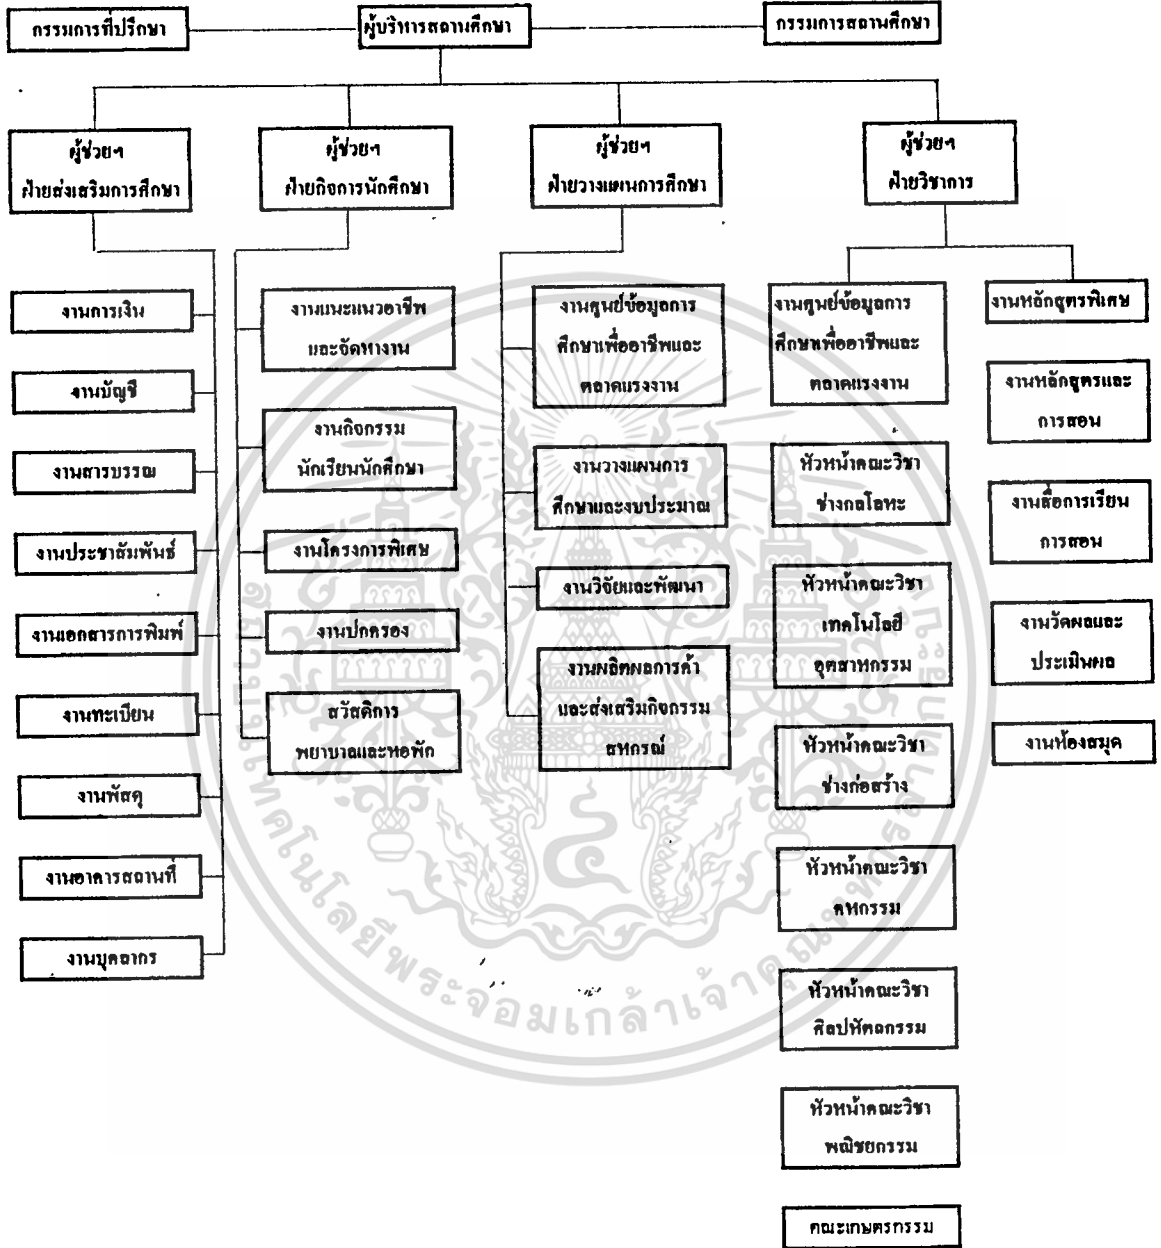 กรรมการที่ปรึกษา
ผู้บริหารสถานศึกษา
กรรมการสถานศึกษา
ผู้ช่วยฯ
ฝ่ายส่งเสริมการศึกษา
ผู้ช่วยฯ
ฝ่ายกิจการนักศึกษา
ผู้ช่วยฯ
ฝ่ายวางแผนการศึกษา
ผู้ช่วยฯ
ฝ่ายวิชาการ
งานการเงิน
งานบัญชี
งานสารบรรณ
งานประชาสัมพันธ์
งานเอกสารการพิมพ์
งานทะเบียน
งานพัสดุ
งานอาคารสถานที่
งานบุคลากร
งานแนะแนวอาชีพ
และจัดหางาน
งานกิจกรรม
นักเรียนนักศึกษา
งานโครงการพิเศษ
งานปกครอง
สวัสดิการ
พยาบาลและหอพัก
งานศูนย์ข้อมูลการ
ศึกษาเพื่ออาชีพและ
ตลาดแรงงาน
งานวางแผนการ
ศึกษาและงบประมาณ
งานวิจัยและพัฒนา
งานผลิตผลการค้า
และส่งเสริมกิจกรรม
สหกรณ์
งานศูนย์ข้อมูลการ
ศึกษาเพื่ออาชีพและ
ตลาดแรงงาน
หัวหน้าคณะวิชา
ช่างกลโลหะ
หัวหน้าคณะวิชา
เทคโนโลยี
อุตสาหกรรม
หัวหน้าคณะวิชา
ช่างก่อสร้าง
หัวหน้าคณะวิชา
คหกรรม
หัวหน้าคณะวิชา
ศิลปหัตถกรรม
หัวหน้าคณะวิชา
พณิชยกรรม
คณะเกษตรกรรม
งานหลักสูตรพิเศษ
งานหลักสูตรและ
การสอน
งานสื่อการเรียน
การสอน
งานวัดผลและ
ประเมินผล
งานห้องสมุด